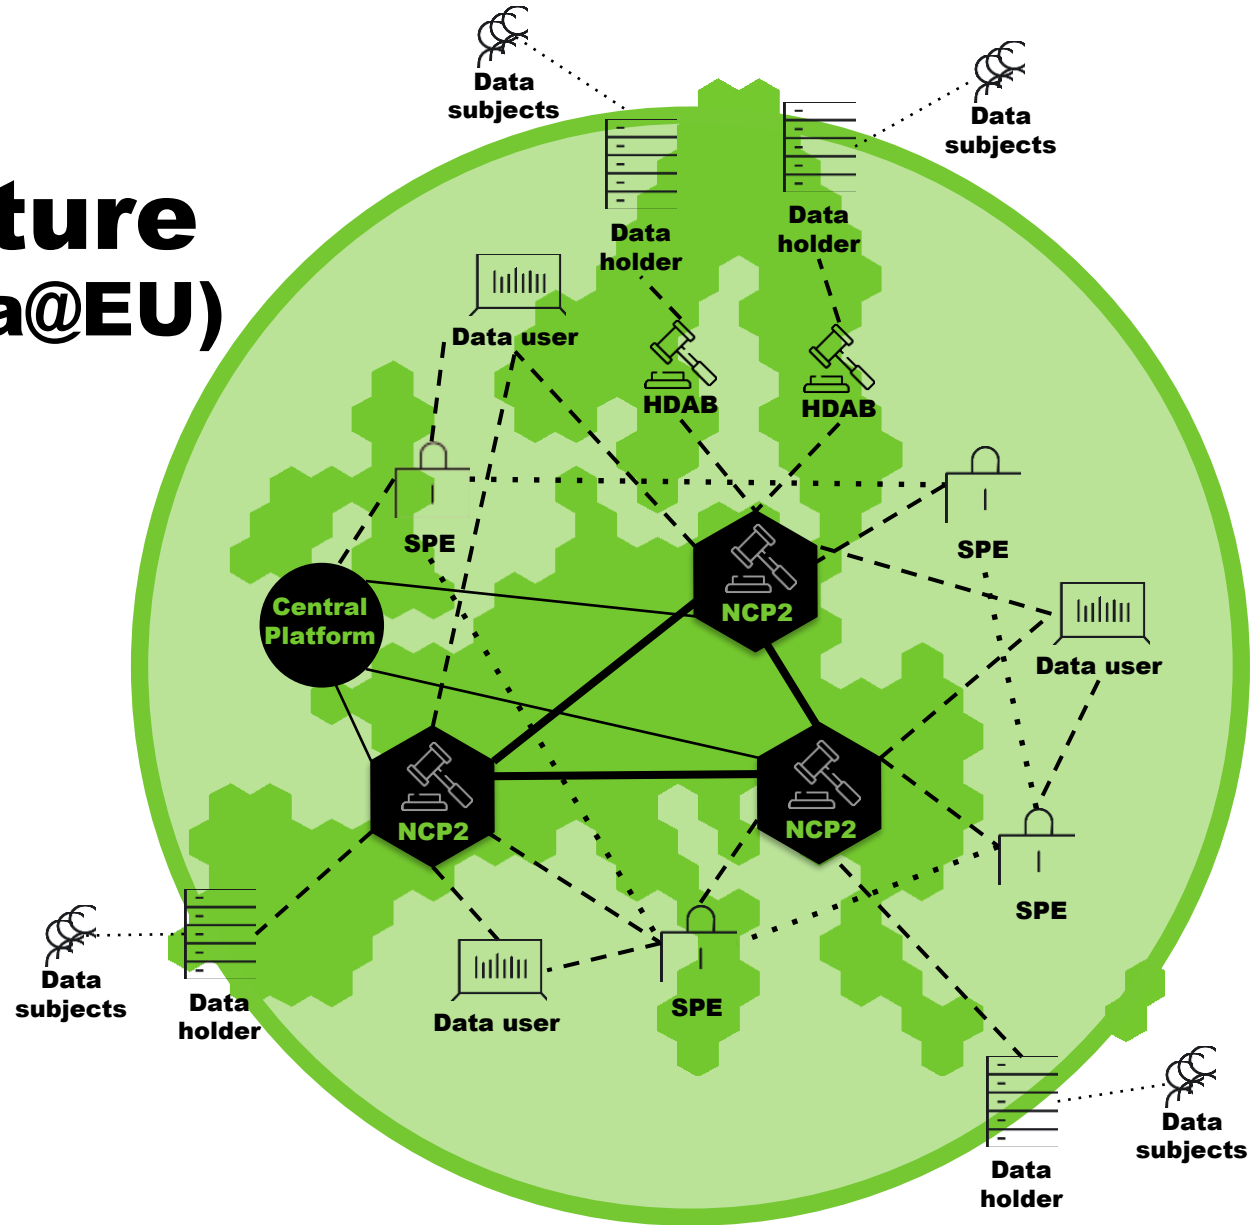 ture
a@EU)
Data
subjects
Data
subjects
Data
holder
Data
holder
Data user
HDAB
HDAB
SPE
SPE
Central
Platform
NCP2
Data user
NCP2
NCP2
SPE
Data
subjects
Data
holder
Data user
SPE
Data
subjects
Data
holder